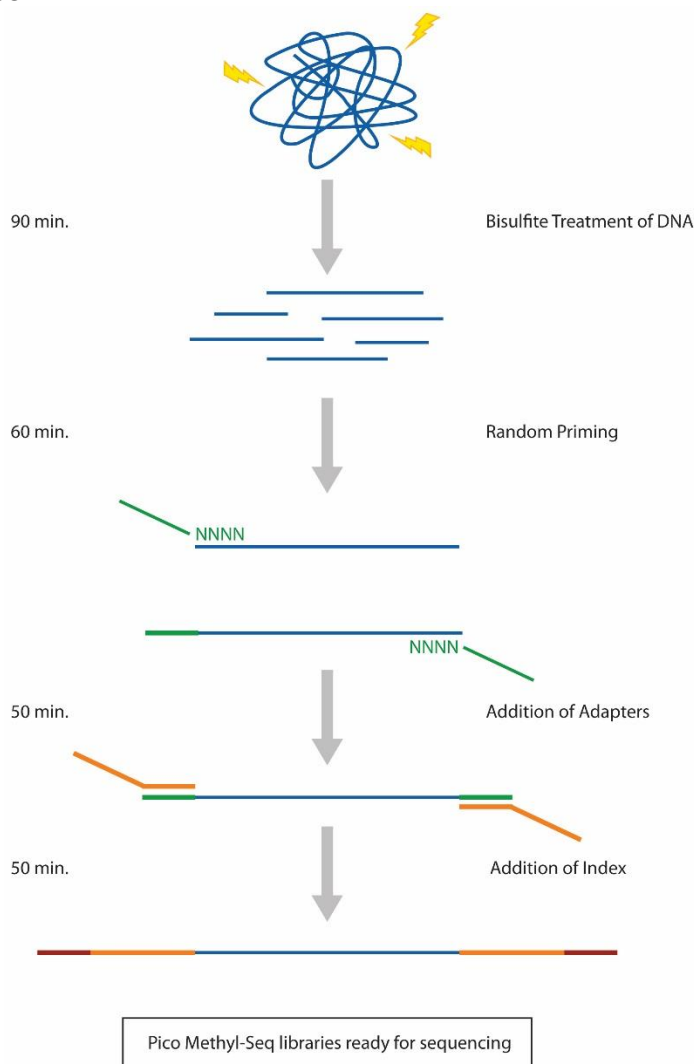 90 min.
Bisulfite Treatment of DNA
60 min.
Random Priming
NNNN
NNNN
50 min.
Addition of Adapters
50 min.
Addition of Index
Pico Methyl-Seq libraries ready for sequencing